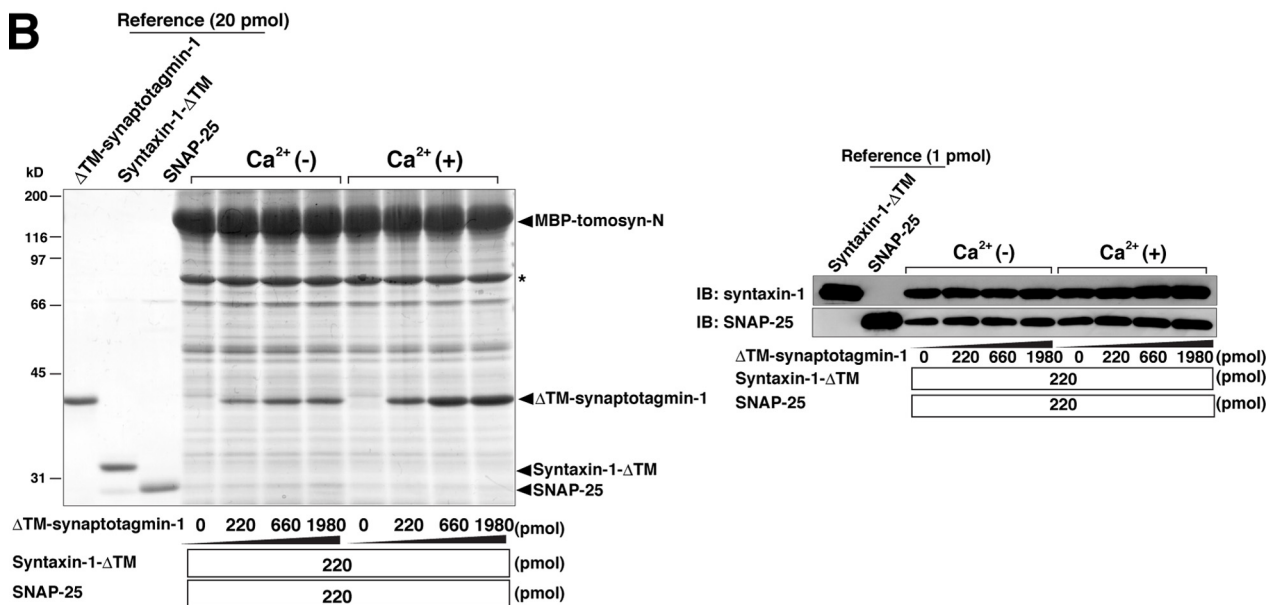 B
Reference (20 pmol)
ΔTM-synaptotagmin-1
Syntaxin-1-ΔTM
SNAP-25
kD
Ca2+ (-)
Ca2+ (+)
200
116
97
66
45
31
MBP-tomosyn-N
*
ΔTM-synaptotagmin-1
Syntaxin-1-ΔTM
SNAP-25
ΔTM-synaptotagmin-1 0 220 660 1980 0 220 660 1980 (pmol)
Syntaxin-1-ΔTM 220 (pmol)
SNAP-25 220 (pmol)
Reference (1 pmol)
Syntaxin-1-ΔTM
SNAP-25
Ca2+ (-)
Ca2+ (+)
IB: syntaxin-1
IB: SNAP-25
ΔTM-synaptotagmin-1 0 220 660 1980 0 220 660 1980 (pmol)
Syntaxin-1-ΔTM 220 (pmol)
SNAP-25 220 (pmol)